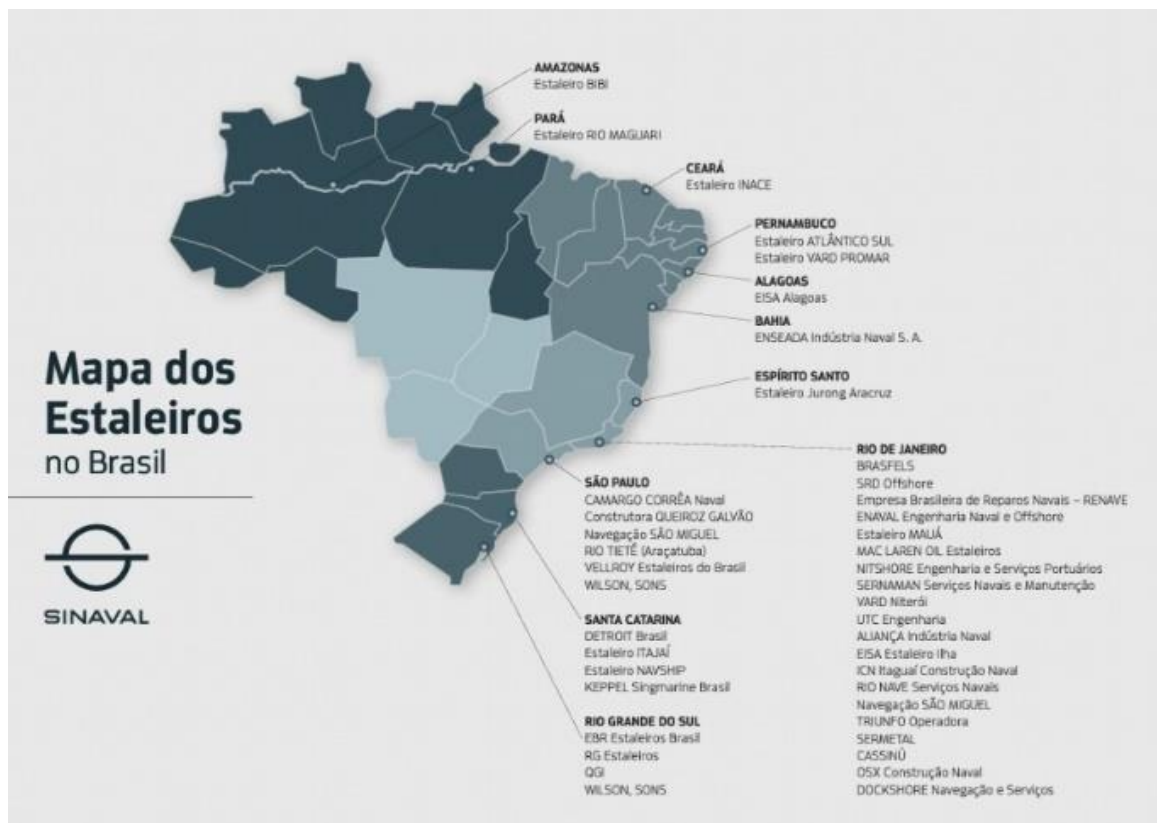 AMAZONAS
Estaleiro BIBI
PARÁ
Estaleiro RIO MAGUARI
CEARÁ
Estaleiro INACE
PERNAMBUCO
Estaleiro ATLÂNTICO SUL
Estaleiro VARD PROMAR
ALAGOAS
EISA Alagoas
BAHIA
ENSEADA Indústria Naval S. A.
ESPÍRITO SANTO
Estaleiro Jurong Aracruz
Mapa dos
Estaleiros
no Brasil
SINAVAL
SÃO PAULO
CAMARGO CORRÊA Naval
Construtora QUEIROZ GALVÃO
Navegação SÃO MIGUEL
RIO TIETÊ (Araçatuba)
VELLROY Estaleiros do Brasil
WILSON, SONS
SANTA CATARINA
DETROIT Brasil
Estaleiro ITAJAÍ
Estaleiro NAVSHIP
KEPPEL Singmarine Brasil
RIO GRANDE DO SUL
EBR Estaleiros Brasil
RG Estaleiros
QGI
WILSON, SONS
RIO DE JANEIRO
BRASFELS
SRD Offshore
Empresa Brasileira de Reparos Navais – RENAVE
ENAVAL Engenharia Naval e Offshore
Estaleiro MAUÁ
MAC LAREN OIL Estaleiros
NITSHORE Engenharia e Serviços Portuários
SERNAMAN Serviços Navais e Manutenção
VARD Niterói
UTC Engenharia
ALIANÇA Indústria Naval
EISA Estaleiro Ilha
ICN Itaguaí Construção Naval
RIO NAVE Serviços Navais
Navegação SÃO MIGUEL
TRIUNFO Operadora
SERMETAL
CASSINÚ
OSX Construção Naval
DOCKSHORE Navegação e Serviços